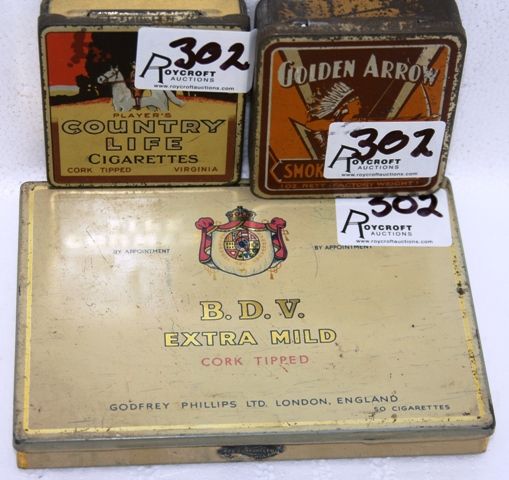 302
ROYCROFT
AUCTIONS
www.roycroftauctions.com
PLAYER'S
COUNTRY
LIFE
CIGARETTES
CORK TIPPED VIRGINIA
GOLDEN ARROW
302
ROYCROFT
AUCTIONS
www.roycroftauctions.com
SMOK
302
ROYCROFT
AUCTIONS
www.roycroftauctions.com
BY APPOINTMENT BY APPOINTMENT
B.D.V.
EXTRA MILD
CORK TIPPED
GODFREY PHILLIPS LTD. LONDON, ENGLAND
50 CIGARETTES